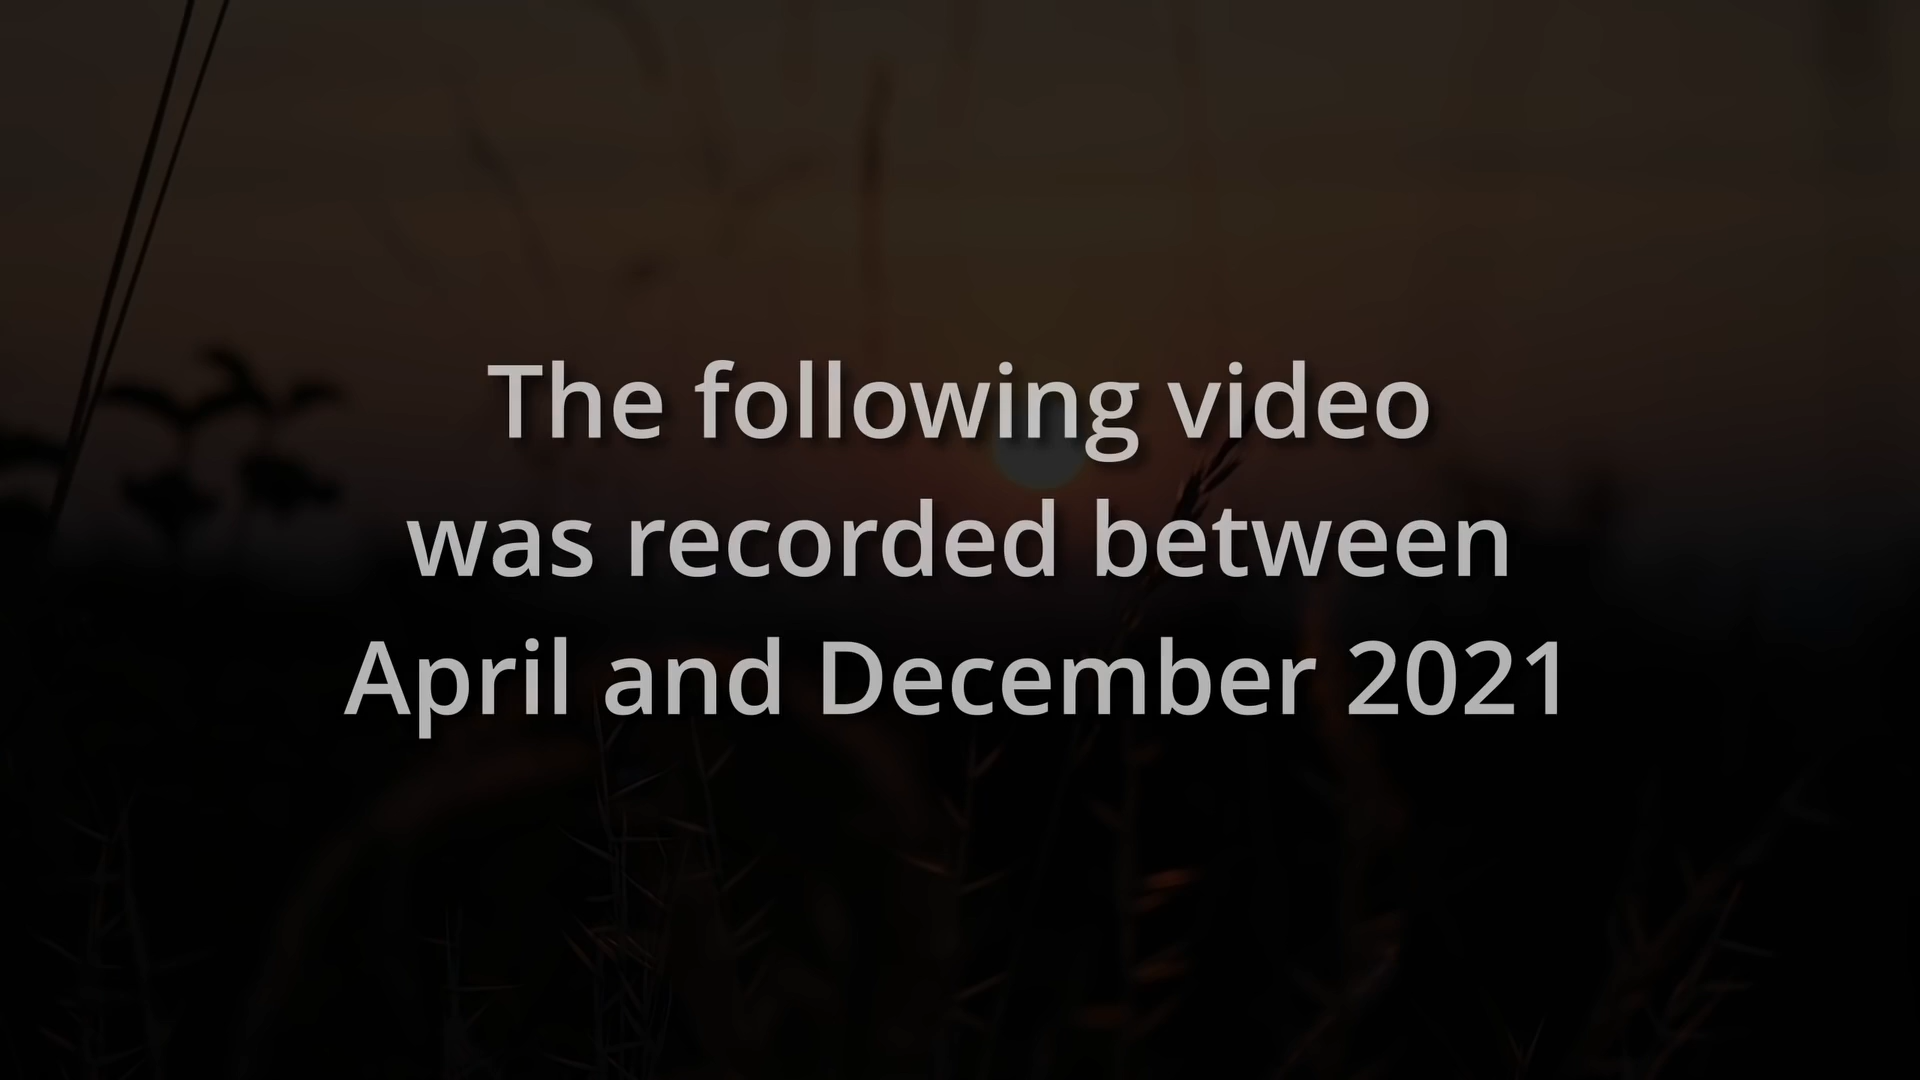 The following video
was recorded between
April and December 2021